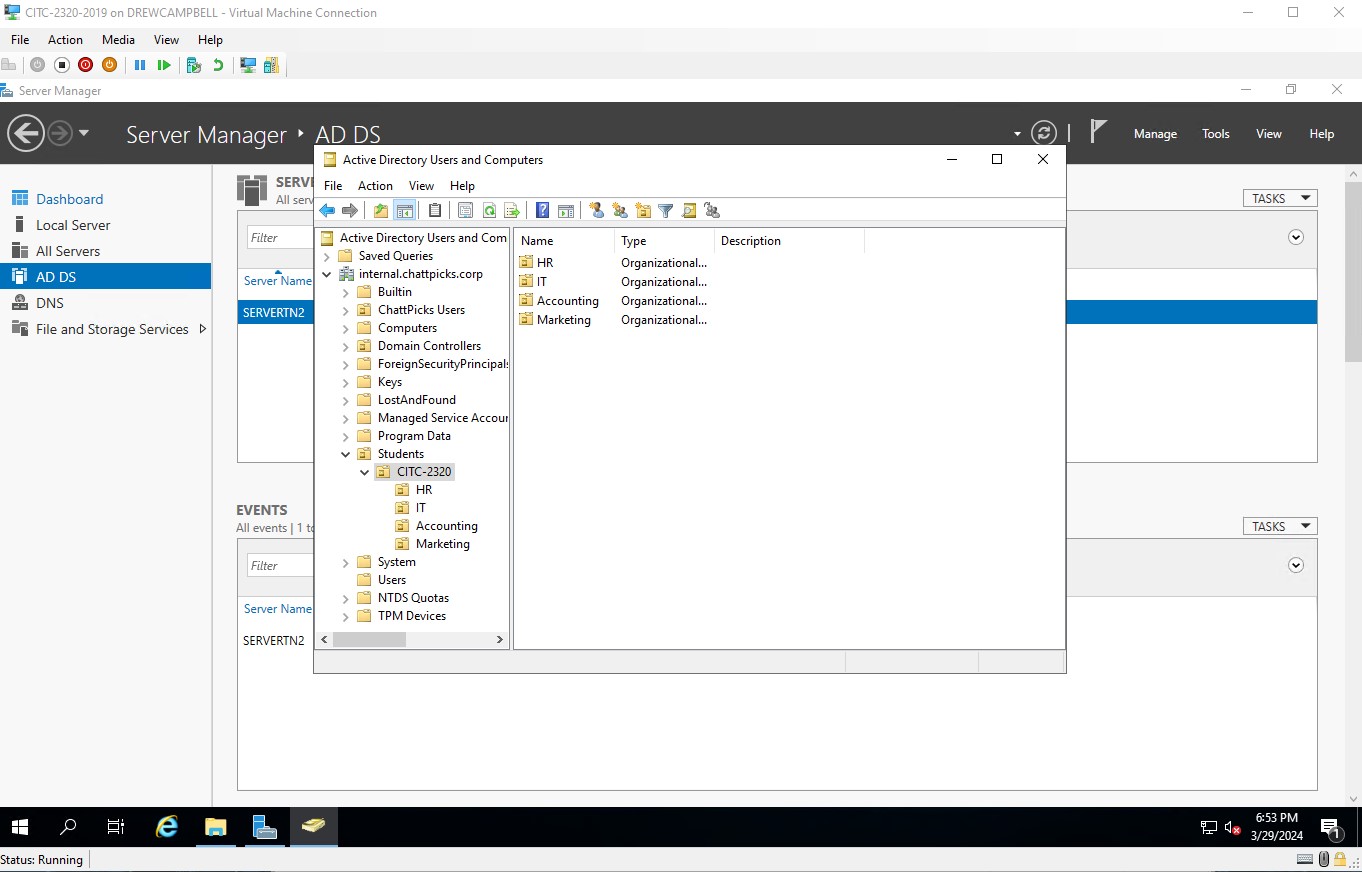 CITC-2320-2019 on DREWCAMPBELL - Virtual Machine Connection
File Action Media View Help
Server Manager
Server Manager AD DS
Manage Tools View Help
Dashboard
Local Server
All Servers
AD DS
DNS
File and Storage Services
SERVE
All serv
TASKS
Filter
Server Name
SERVERTN2
EVENTS
All events | 1 to
TASKS
Filter
Server Name
SERVERTN2
Active Directory Users and Computers
File Action View Help
Active Directory Users and Com
Saved Queries
internal.chattpicks.corp
Builtin
ChattPicks Users
Computers
Domain Controllers
ForeignSecurityPrincipals
Keys
LostAndFound
Managed Service Accour
Program Data
Students
CITC-2320
HR
IT
Accounting
Marketing
System
Users
NTDS Quotas
TPM Devices
Name Type Description
HR Organizational...
IT Organizational...
Accounting Organizational...
Marketing Organizational...
6:53 PM
3/29/2024
1
Status: Running